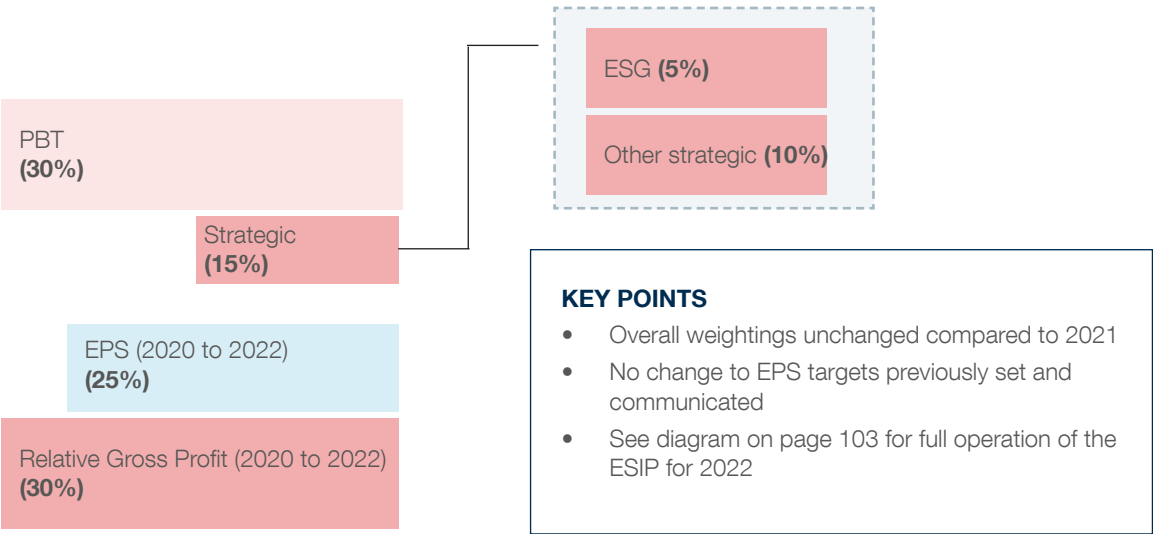 PBT
(30%)
Strategic
(15%)
ESG (5%)
Other strategic (10%)
EPS (2020 to 2022)
(25%)
Relative Gross Profit (2020 to 2022)
(30%)
KEY POINTS
• Overall weightings unchanged compared to 2021
• No change to EPS targets previously set and
communicated
• See diagram on page 103 for full operation of the
ESIP for 2022